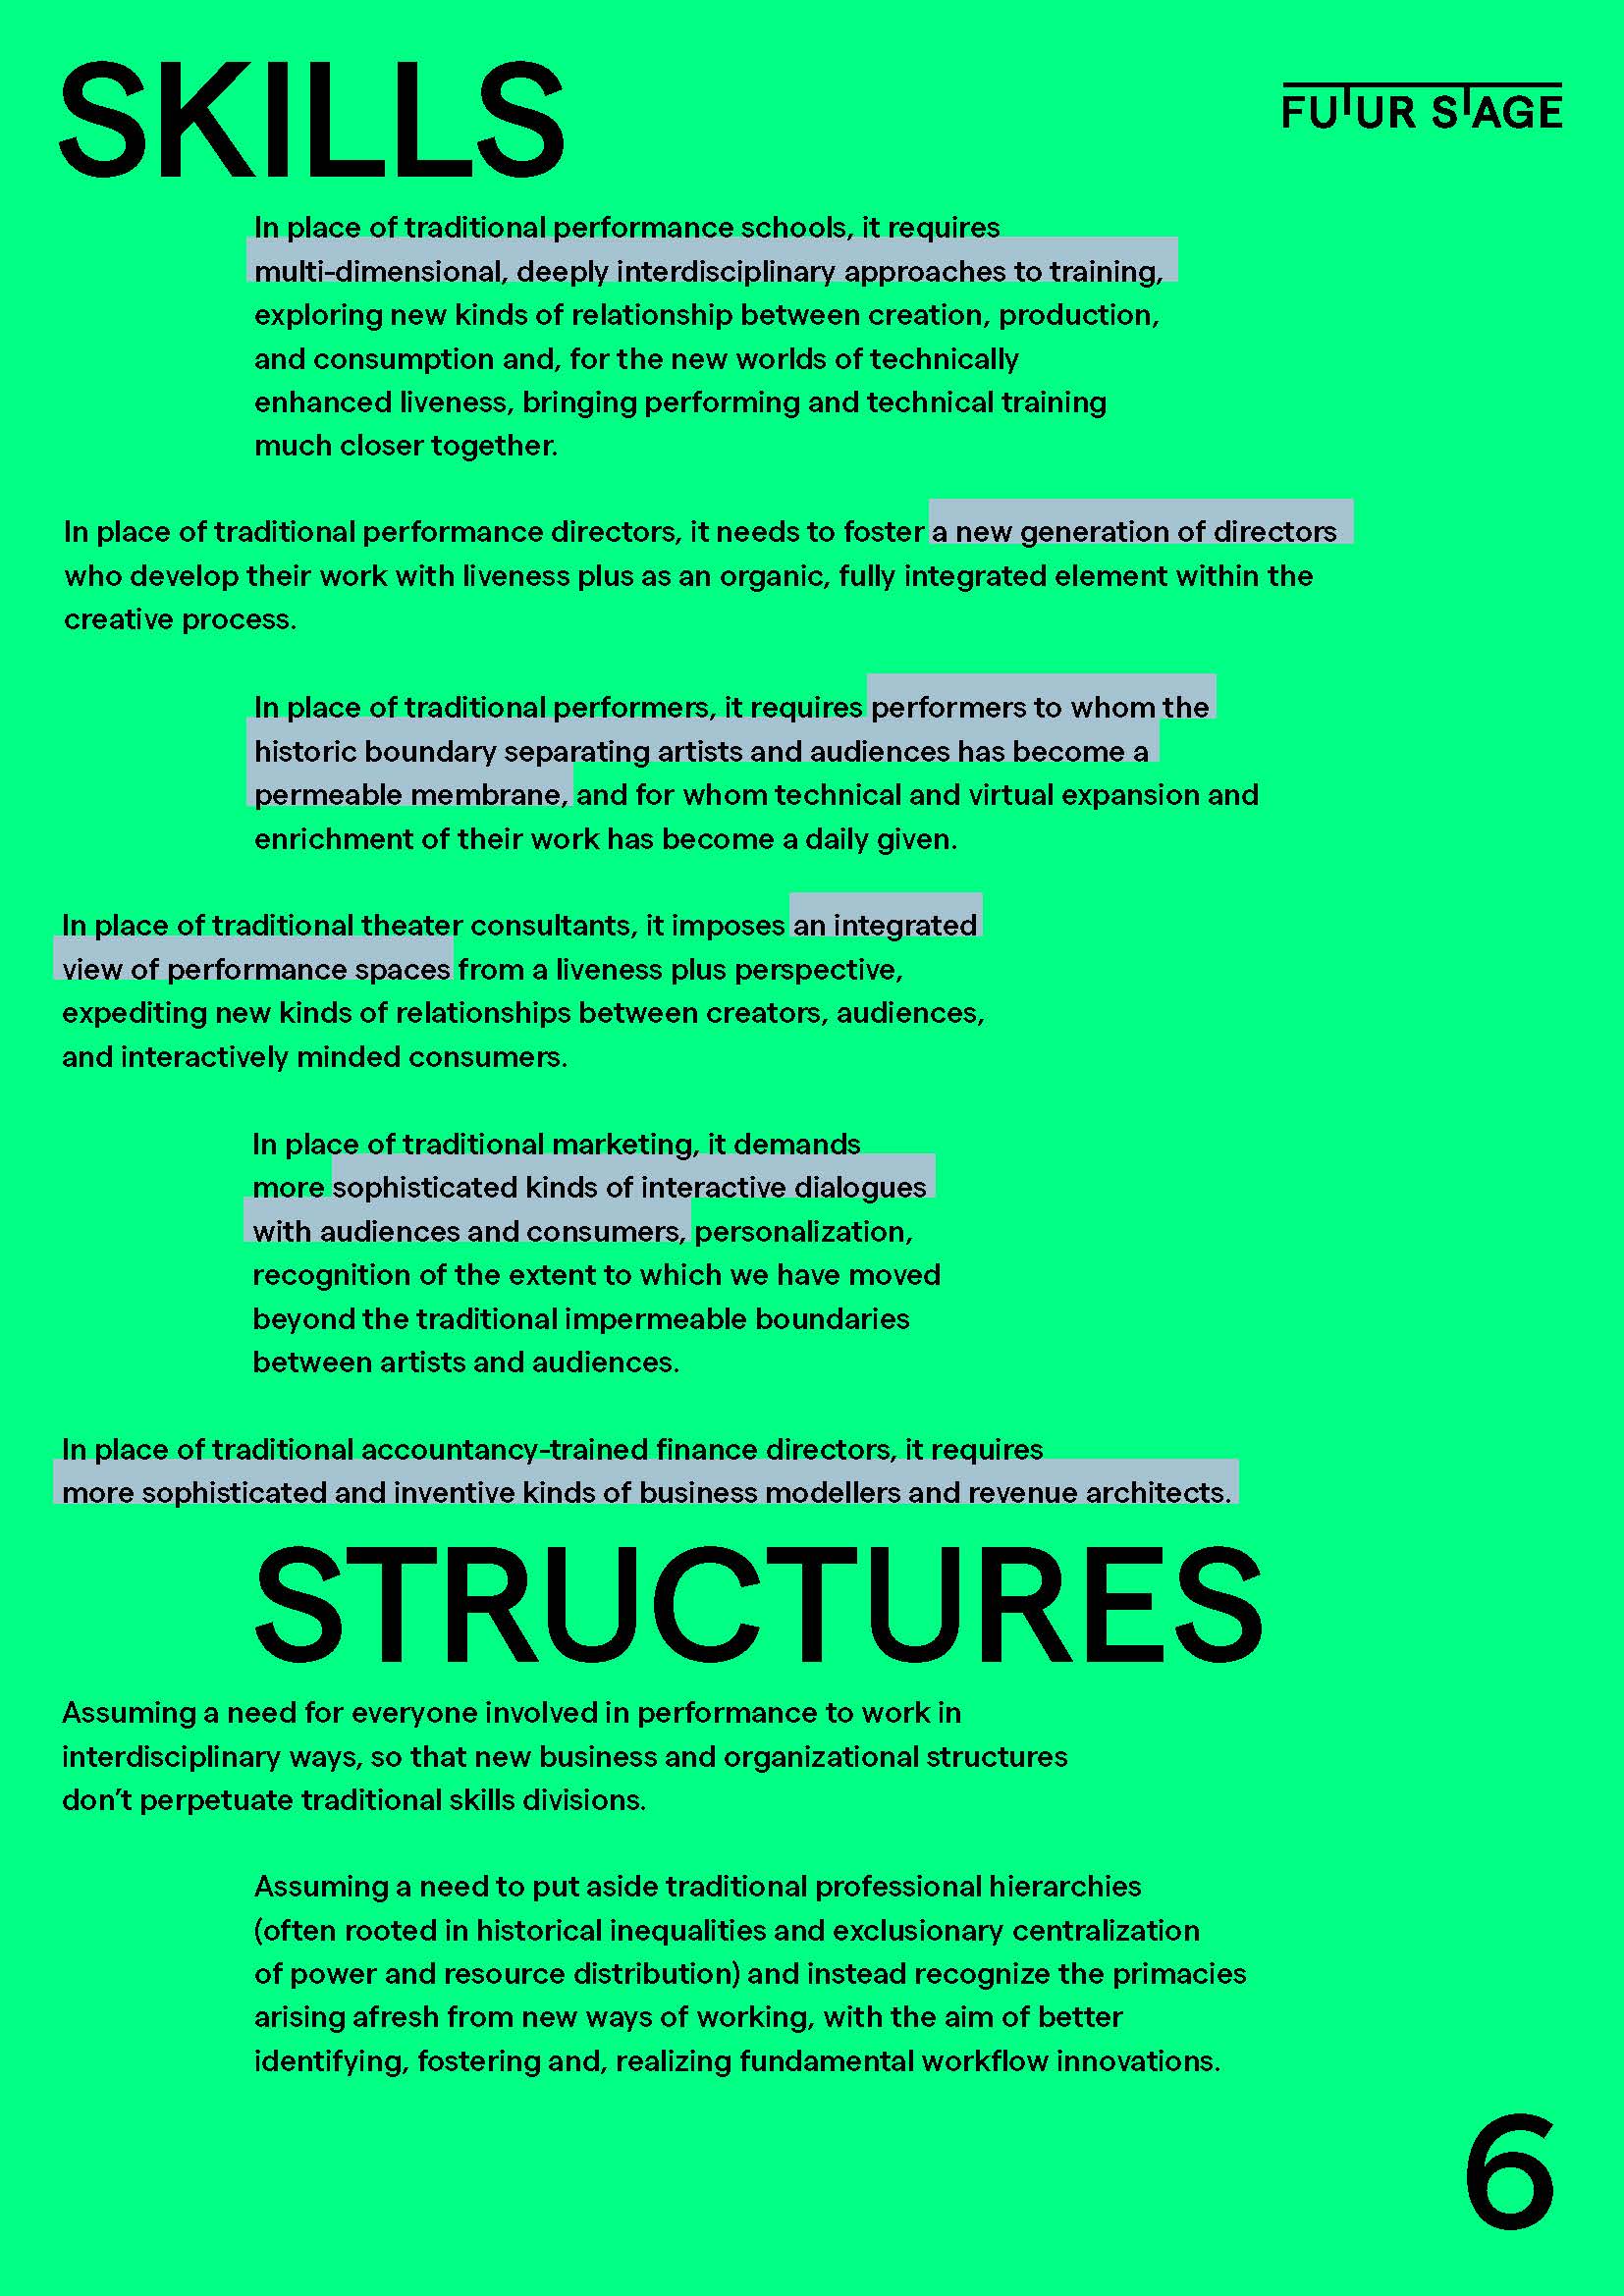 SKILLS
FUTUR STAGE
In place of traditional performance schools, it requires
multi-dimensional, deeply interdisciplinary approaches to training,
exploring new kinds of relationship between creation, production,
and consumption and, for the new worlds of technically
enhanced liveness, bringing performing and technical training
much closer together.
In place of traditional performance directors, it needs to foster a new generation of directors
who develop their work with liveness plus as an organic, fully integrated element within the
creative process.
In place of traditional performers, it requires performers to whom the
historic boundary separating artists and audiences has become a
permeable membrane, and for whom technical and virtual expansion and
enrichment of their work has become a daily given.
In place of traditional theater consultants, it imposes an integrated
view of performance spaces from a liveness plus perspective,
expediting new kinds of relationships between creators, audiences,
and interactively minded consumers.
In place of traditional marketing, it demands
more sophisticated kinds of interactive dialogues
with audiences and consumers, personalization,
recognition of the extent to which we have moved
beyond the traditional impermeable boundaries
between artists and audiences.
In place of traditional accountancy-trained finance directors, it requires
more sophisticated and inventive kinds of business modellers and revenue architects.
STRUCTURES
Assuming a need for everyone involved in performance to work in
interdisciplinary ways, so that new business and organizational structures
don't perpetuate traditional skills divisions.
Assuming a need to put aside traditional professional hierarchies
(often rooted in historical inequalities and exclusionary centralization
of power and resource distribution) and instead recognize the primacies
arising afresh from new ways of working, with the aim of better
identifying, fostering and, realizing fundamental workflow innovations.
6